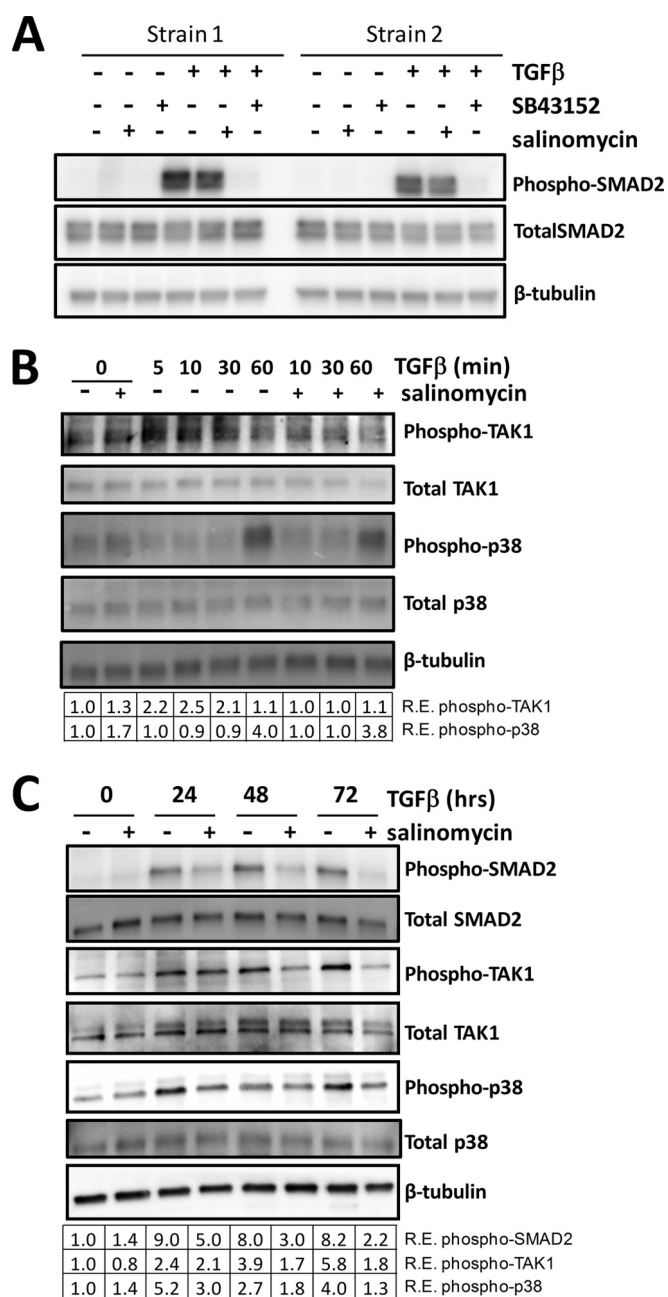 A
Strain 1 Strain 2
- - - + + + - - - + + + TGFβ
- - + - - + - - + - - + SB43152
- + - - + - - + - - + - salinomycin
Phospho-SMAD2
TotalSMAD2
β-tubulin
B
0 5 10 30 60 10 30 60 TGFβ (min)
- + - - - - + + + salinomycin
Phospho-TAK1
Total TAK1
Phospho-p38
Total p38
β-tubulin
1.0 1.3 2.2 2.5 2.1 1.1 1.0 1.0 1.1 R.E. phospho-TAK1
1.0 1.7 1.0 0.9 0.9 4.0 1.0 1.0 3.8 R.E. phospho-p38
C
0 24 48 72 TGFβ (hrs)
- + - + - + - + salinomycin
Phospho-SMAD2
Total SMAD2
Phospho-TAK1
Total TAK1
Phospho-p38
Total p38
β-tubulin
1.0 1.4 9.0 5.0 8.0 3.0 8.2 2.2 R.E. phospho-SMAD2
1.0 0.8 2.4 2.1 3.9 1.7 5.8 1.8 R.E. phospho-TAK1
1.0 1.4 5.2 3.0 2.7 1.8 4.0 1.3 R.E. phospho-p38